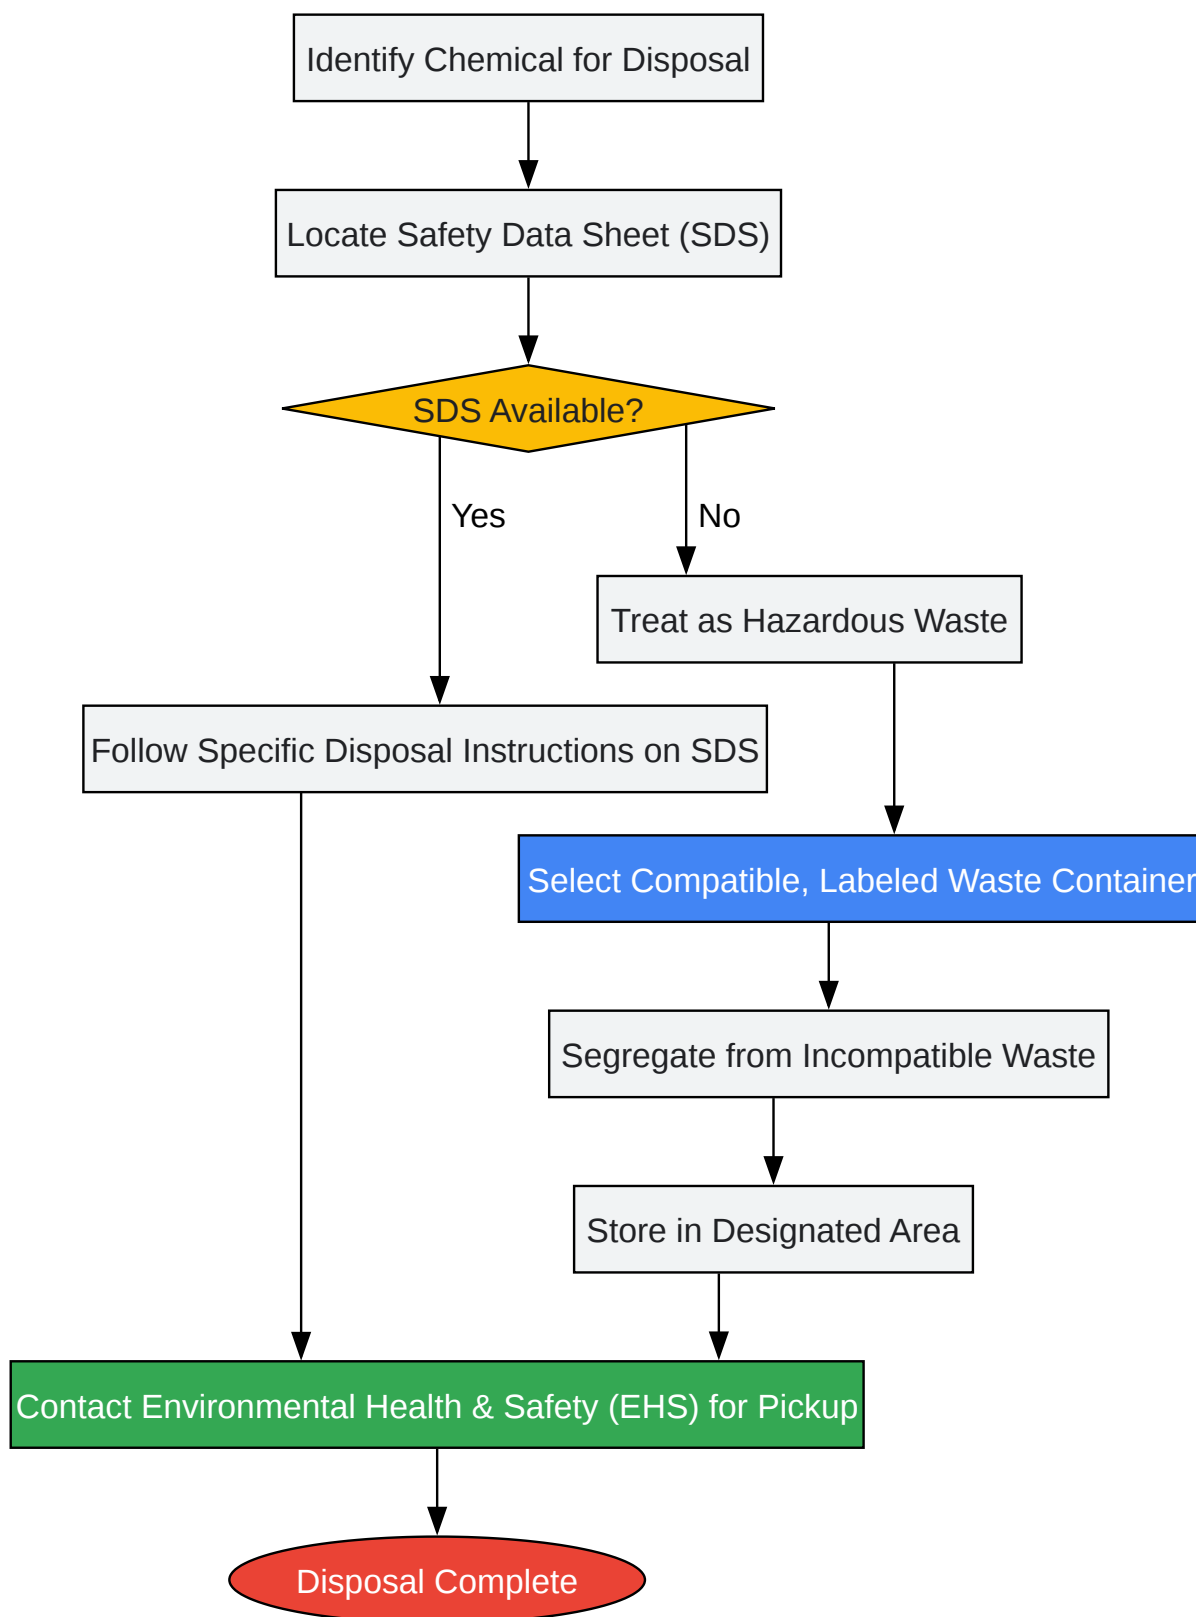 Identify Chemical for Disposal
Locate Safety Data Sheet (SDS)
SDS Available?
Yes
No
Treat as Hazardous Waste
Follow Specific Disposal Instructions on SDS
Select Compatible, Labeled Waste Container
Segregate from Incompatible Waste
Store in Designated Area
Contact Environmental Health & Safety (EHS) for Pickup
Disposal Complete